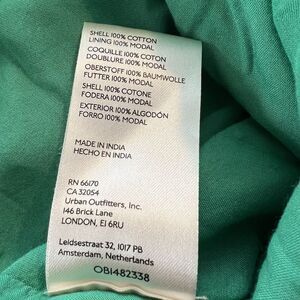 SHELL 100% COTTON
LINING 100% MODAL
COQUILLE 100% COTON
DOUBLURE 100% MODAL
OBERSTOFF 100% BAUMWOLLE
FUTTER 100% MODAL
SHELL 100% COTONE
FODERA 100% MODAL
EXTERIOR 100% ALGODÓN
FORRO 100% MODAL
MADE IN INDIA
HECHO EN INDIA
RN 66170
CA 32054
Urban Outfitters, Inc.
146 Brick Lane
LONDON, E1 6RU
Leidsestraat 32, 1017 PB
Amsterdam, Netherlands
OB1482338